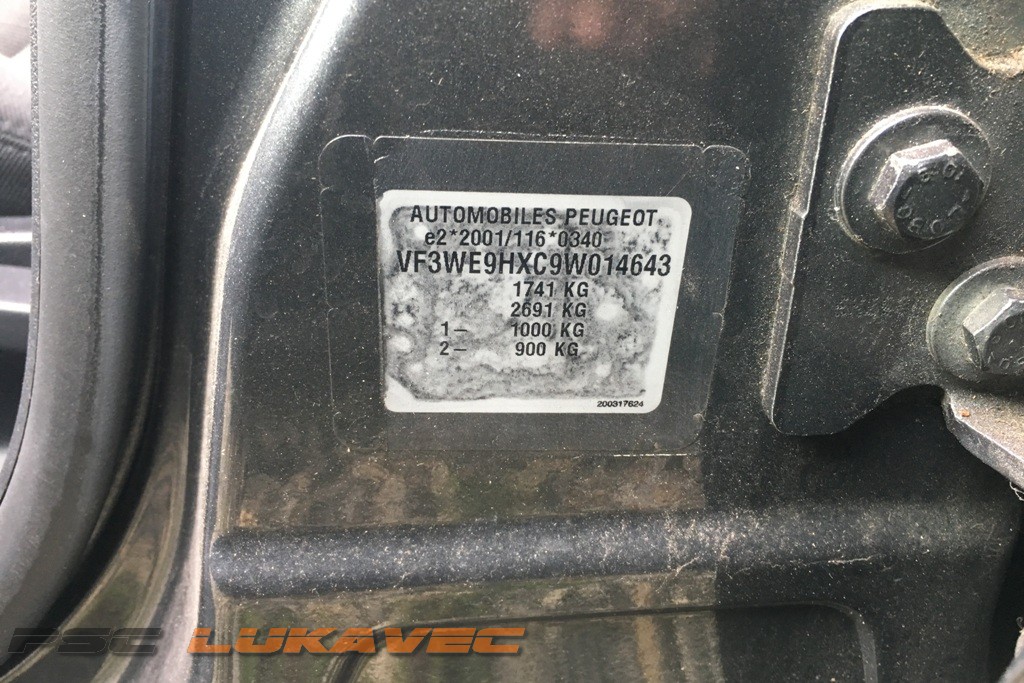 AUTOMOBILES PEUGEOT
e2*2001/116*0340
VF3WE9HXC9W014643
1741 KG
2691 KG
1- 1000 KG
2- 900 KG
200317624
PSC LUKAVEC